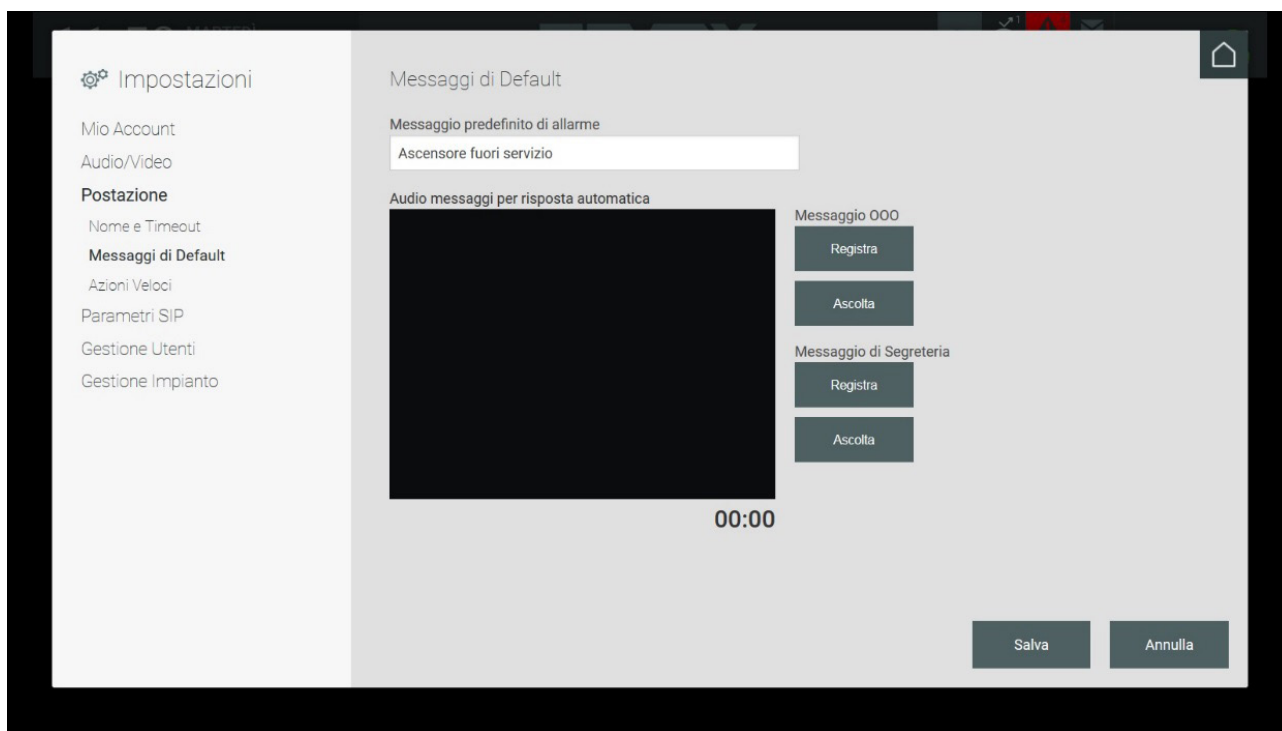 Impostazioni
Mio Account
Audio/Video
Postazione
Nome e Timeout
Messaggi di Default
Azioni Veloci
Parametri SIP
Gestione Utenti
Gestione Impianto
Messaggi di Default
Messaggio predefinito di allarme
Ascensore fuori servizio
Audio messaggi per risposta automatica
Messaggio OOO
Registra
Ascolta
Messaggio di Segreteria
Registra
Ascolta
00:00
Salva
Annulla